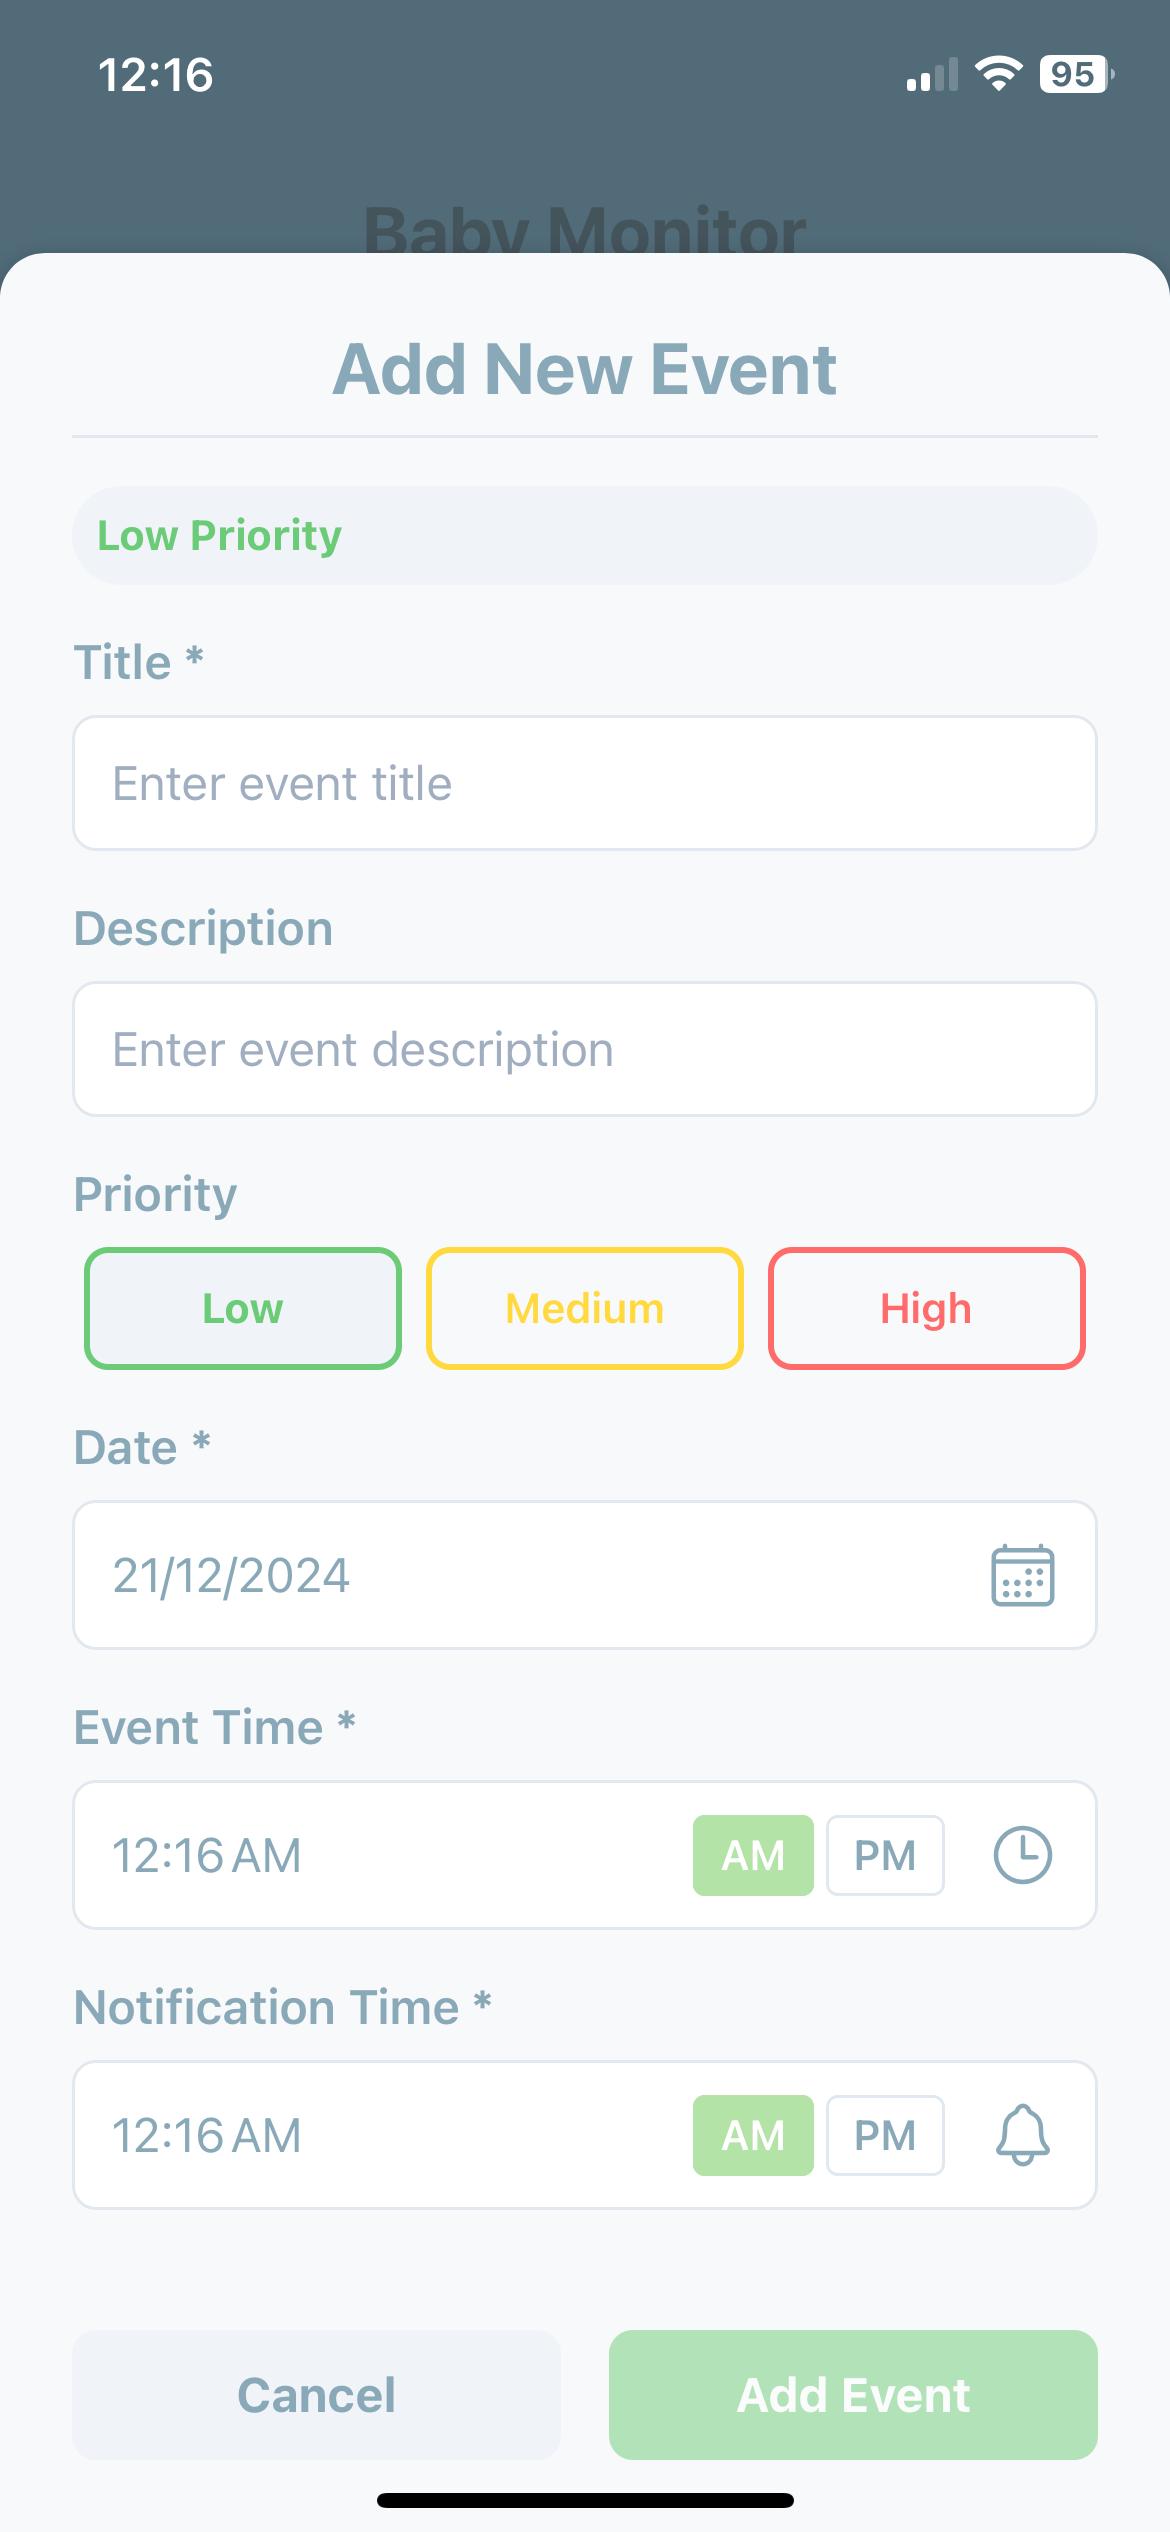 12:16
95
Baby Monitor
Add New Event
Low Priority
Title *
Enter event title
Description
Enter event description
Priority
Low Medium High
Date *
21/12/2024
Event Time *
12:16 AM AM PM
Notification Time *
12:16 AM AM PM
Cancel Add Event